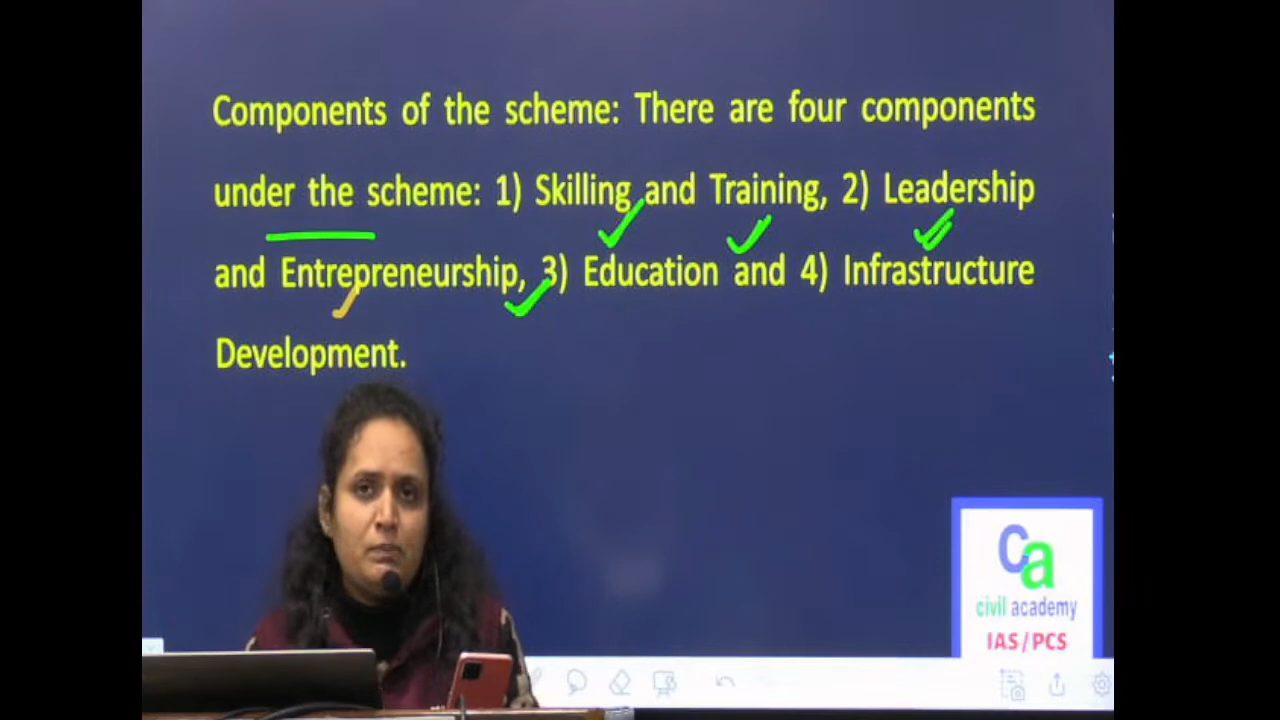 Components of the scheme: There are four components
under the scheme: 1) Skilling and Training, 2) Leadership
and Entrepreneurship, 3) Education and 4) Infrastructure
Development.
Ca
civil academy
IAS/PCS